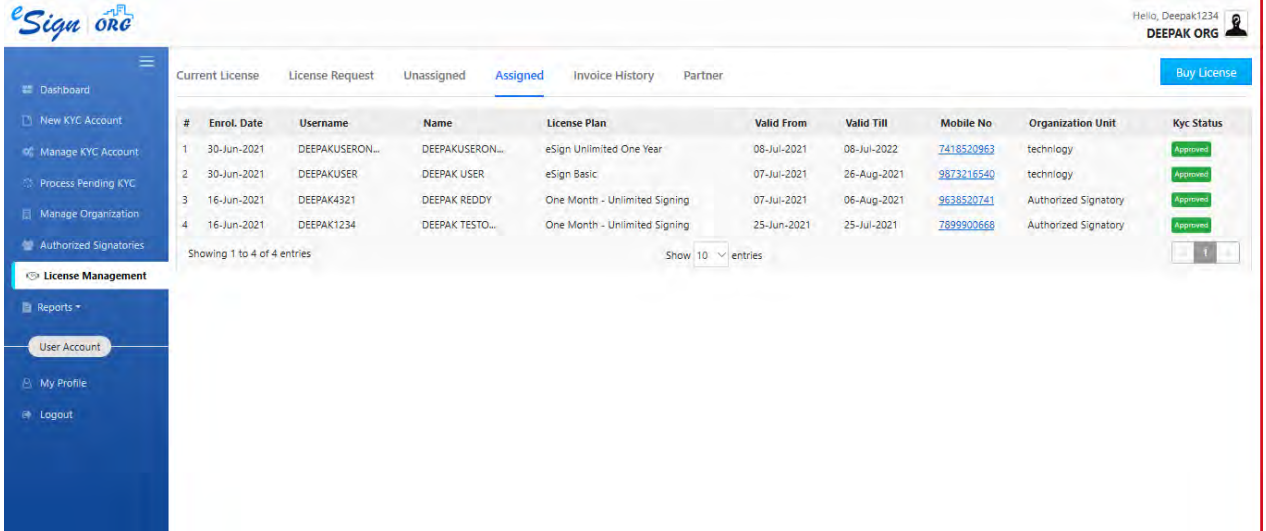 eSign ORG
Hello, Deepak1234
DEEPAK ORG
Dashboard
New KYC Account
Manage KYC Account
Process Pending KYC
Manage Organization
Authorized Signatories
License Management
Reports
User Account
My Profile
Logout
Current License License Request Unassigned Assigned Invoice History Partner Buy License
# Enrol. Date Username Name License Plan Valid From Valid Till Mobile No Organization Unit Kyc Status
1 30-Jun-2021 DEEPAKUSERON... DEEPAKUSERON... eSign Unlimited One Year 08-Jul-2021 08-Jul-2022 7418520963 technlogy Approved
2 30-Jun-2021 DEEPAKUSER DEEPAK USER eSign Basic 07-Jul-2021 26-Aug-2021 9873216540 technlogy Approved
3 16-Jun-2021 DEEPAK4321 DEEPAK REDDY One Month - Unlimited Signing 07-Jul-2021 06-Aug-2021 9638520741 Authorized Signatory Approved
4 16-Jun-2021 DEEPAK1234 DEEPAK TESTO... One Month - Unlimited Signing 25-Jun-2021 25-Jul-2021 7899900668 Authorized Signatory Approved
Showing 1 to 4 of 4 entries Show 10 entries 1